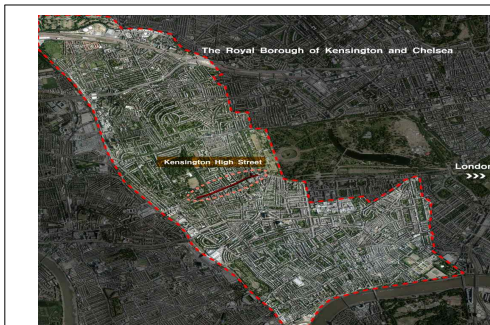 The Royal Borough of Kensington and Chelsea
Kensington High Street
London
>>>